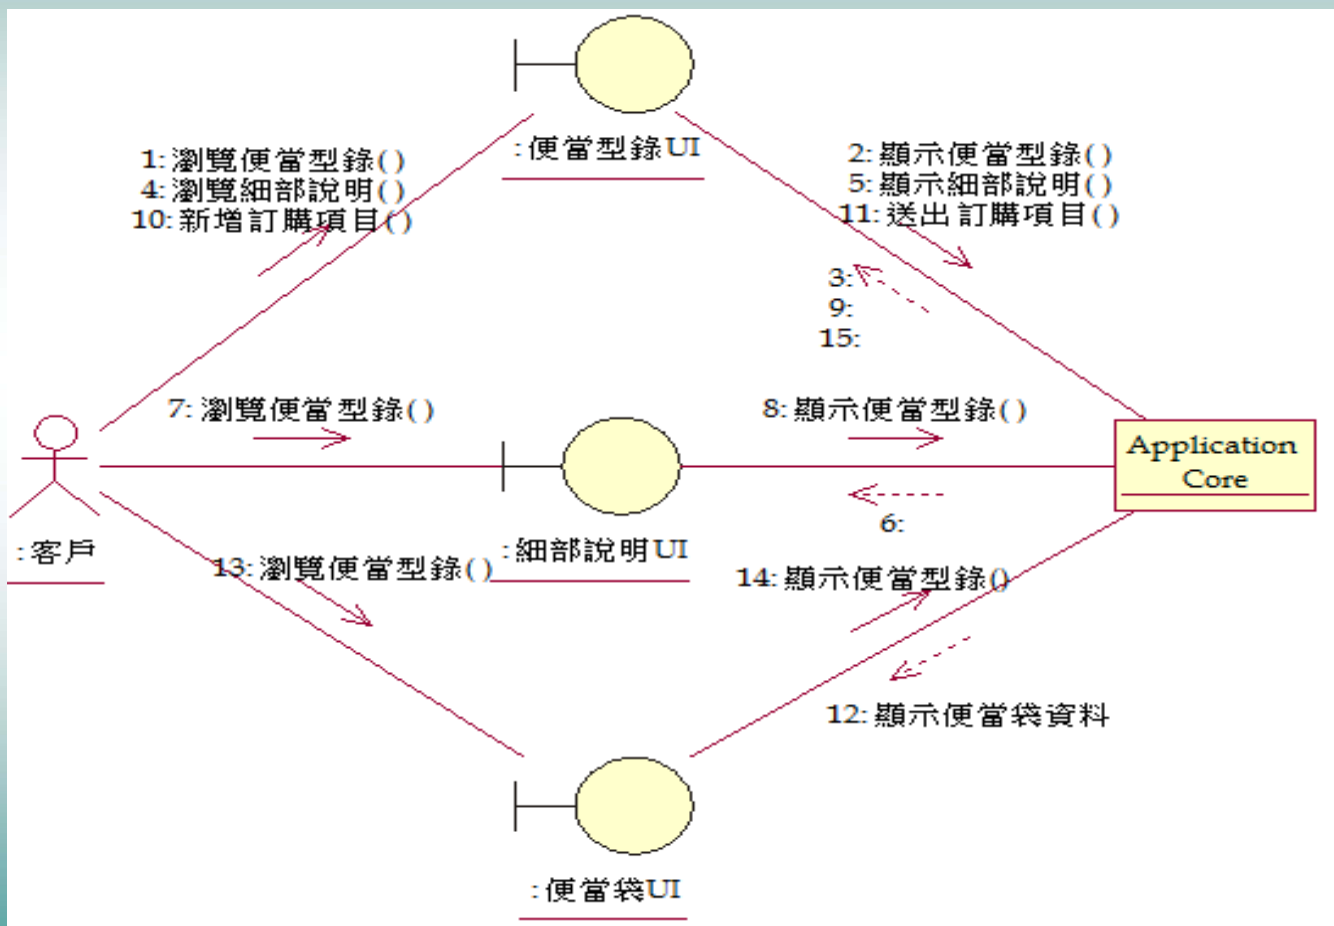 : 便當型錄UI
1: 瀏覽便當型錄( )
4: 瀏覽細部說明( )
10: 新增訂購項目( )
2: 顯示便當型錄( )
5: 顯示細部說明( )
11: 送出訂購項目( )
3:
9:
15:
7: 瀏覽便當型錄( )
8: 顯示便當型錄( )
Application
Core
6:
: 客戶
: 細部說明UI
13: 瀏覽便當型錄( )
14: 顯示便當型錄()
12: 顯示便當袋資料
: 便當袋UI